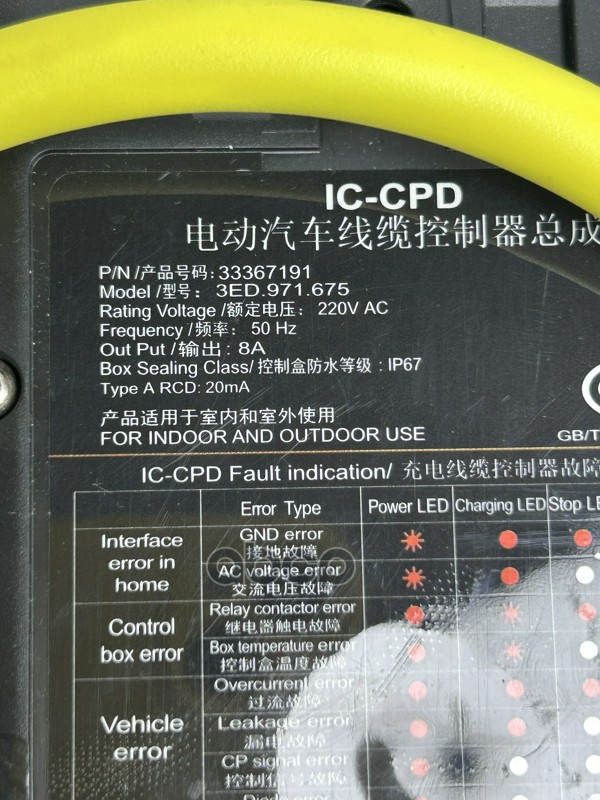 IC-CPD
电动汽车线缆控制器总成
P/N /产品号码: 33367191
Model /型号: 3ED.971.675
Rating Voltage /额定电压: 220V AC
Frequency /频率: 50 Hz
Out Put /输出: 8A
Box Sealing Class/ 控制盒防水等级 : IP67
Type A RCD: 20mA
产品适用于室内和室外使用
FOR INDOOR AND OUTDOOR USE
GB/T
IC-CPD Fault indication/ 充电线缆控制器故障
Error Type Power LED Charging LED Stop
Interface error in home
GND error
接地故障
AC voltage error
交流电压故障
Control box error
Relay contactor error
继电器触电故障
Box temperature error
控制盒温度故障
Vehicle error
Overcurrent error
过流故障
Leakage error
漏电故障
CP signal error
控制信号故障
Diode error